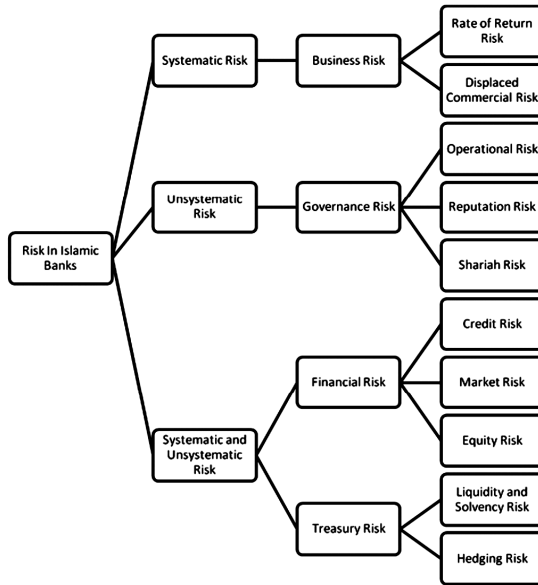 Rate of Return
Risk
Systematic Risk
Business Risk
Displaced
Commercial Risk
Operational Risk
Unsystematic
Risk
Governance Risk
Reputation Risk
Risk In Islamic
Banks
Shariah Risk
Credit Risk
Financial Risk
Market Risk
Systematic and
Unsystematic
Risk
Equity Risk
Liquidity and
Solvency Risk
Treasury Risk
Hedging Risk